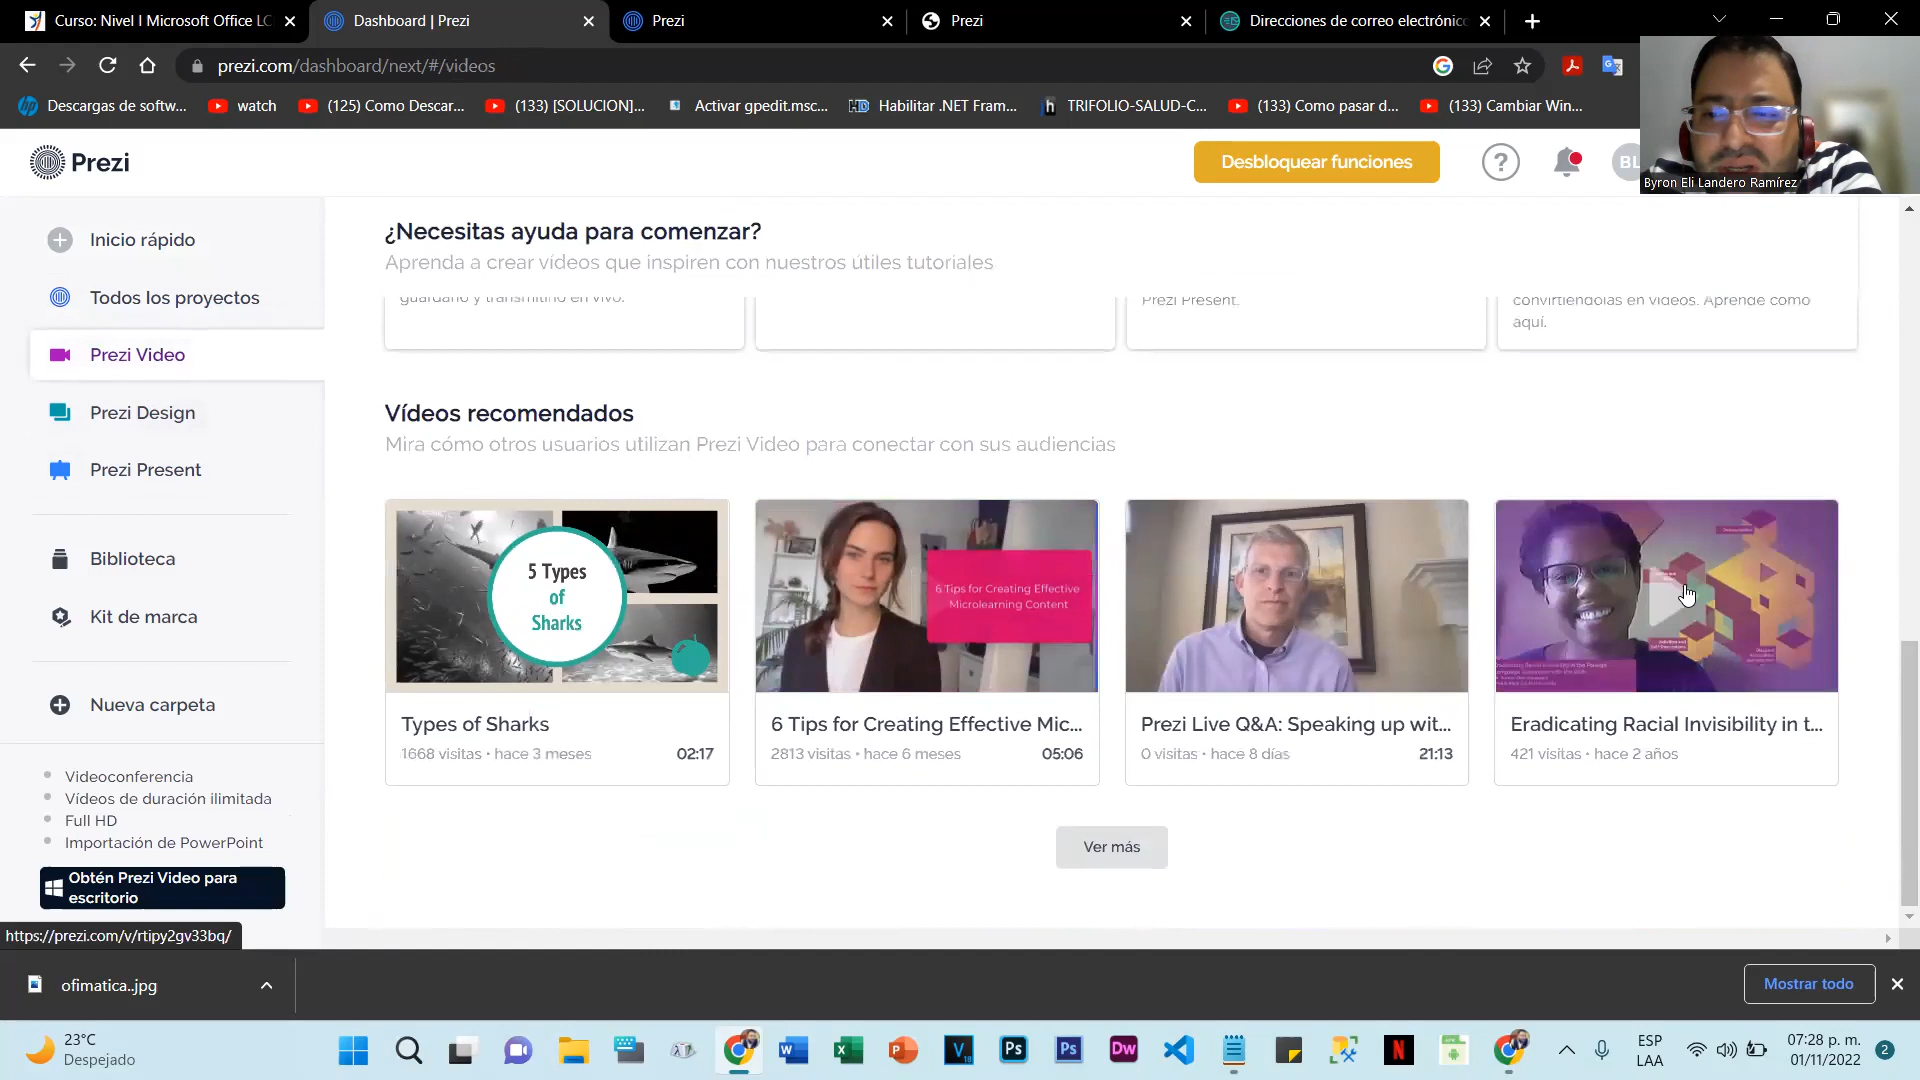 Curso: Nivel I Microsoft Office LC
Dashboard | Prezi
Prezi
Prezi
Direcciones de correo electrónic
prezi.com/dashboard/next/#/videos
Descargas de softw...
watch
(125) Como Descar...
(133) [SOLUCION]...
Activar gpedit.msc...
Habilitar .NET Fram...
TRIFOLIO-SALUD-C...
(133) Como pasar d...
(133) Cambiar Win...
Byron Eli Landero Ramírez
Prezi
Desbloquear funciones
BL
Inicio rápido
Todos los proyectos
Prezi Video
Prezi Design
Prezi Present
Biblioteca
Kit de marca
Nueva carpeta
Videoconferencia
Vídeos de duración ilimitada
Full HD
Importación de PowerPoint
Obtén Prezi Video para
escritorio
https://prezi.com/v/rtipy2gv33bq/
¿Necesitas ayuda para comenzar?
Aprenda a crear vídeos que inspiren con nuestros útiles tutoriales
guardarlo y transmitirlo en vivo.
Prezi Present.
convirtiéndolas en vídeos. Aprende cómo
aquí.
Vídeos recomendados
Mira cómo otros usuarios utilizan Prezi Video para conectar con sus audiencias
5 Types
of
Sharks
Types of Sharks
1668 visitas • hace 3 meses 02:17
6 Tips for Creating Effective
Microlearning Content
6 Tips for Creating Effective Mic...
2813 visitas • hace 6 meses 05:06
Prezi Live Q&A: Speaking up wit...
0 visitas • hace 8 días 21:13
Eradicating Racial Invisibility in t...
421 visitas • hace 2 años
Ver más
ofimatica..jpg
Mostrar todo
23°C
Despejado
ESP
LAA
07:28 p. m.
01/11/2022
2